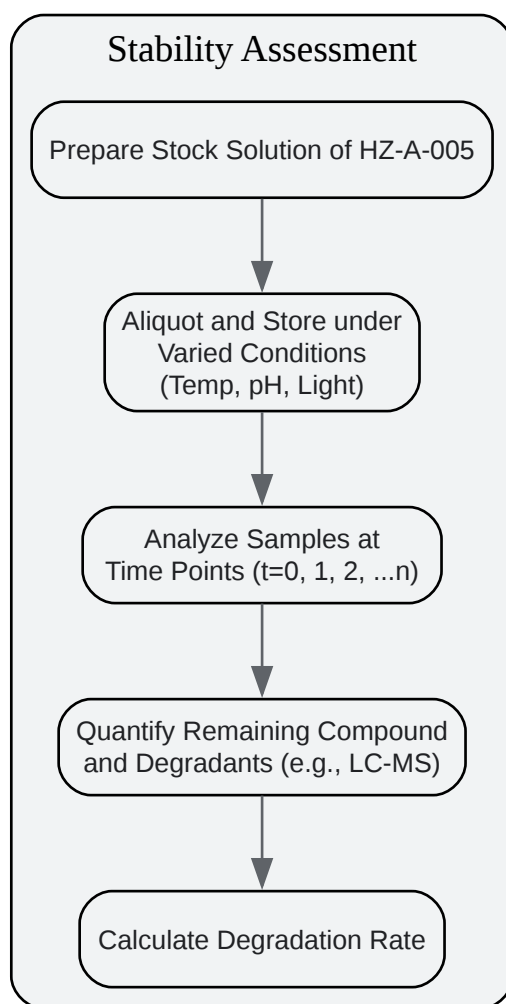 Stability Assessment
Prepare Stock Solution of HZ-A-005
Aliquot and Store under
Varied Conditions
(Temp, pH, Light)
Analyze Samples at
Time Points (t=0, 1, 2, ...n)
Quantify Remaining Compound
and Degradants (e.g., LC-MS)
Calculate Degradation Rate